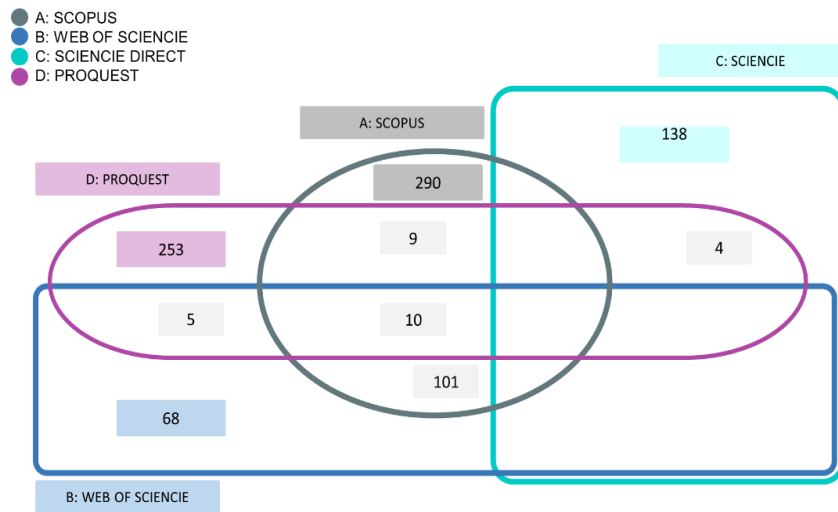 A: SCOPUS
B: WEB OF SCIENCIE
C: SCIENCIE DIRECT
D: PROQUEST
C: SCIENCIE
A: SCOPUS
138
D: PROQUEST
290
253
9
4
5
10
101
68
B: WEB OF SCIENCIE